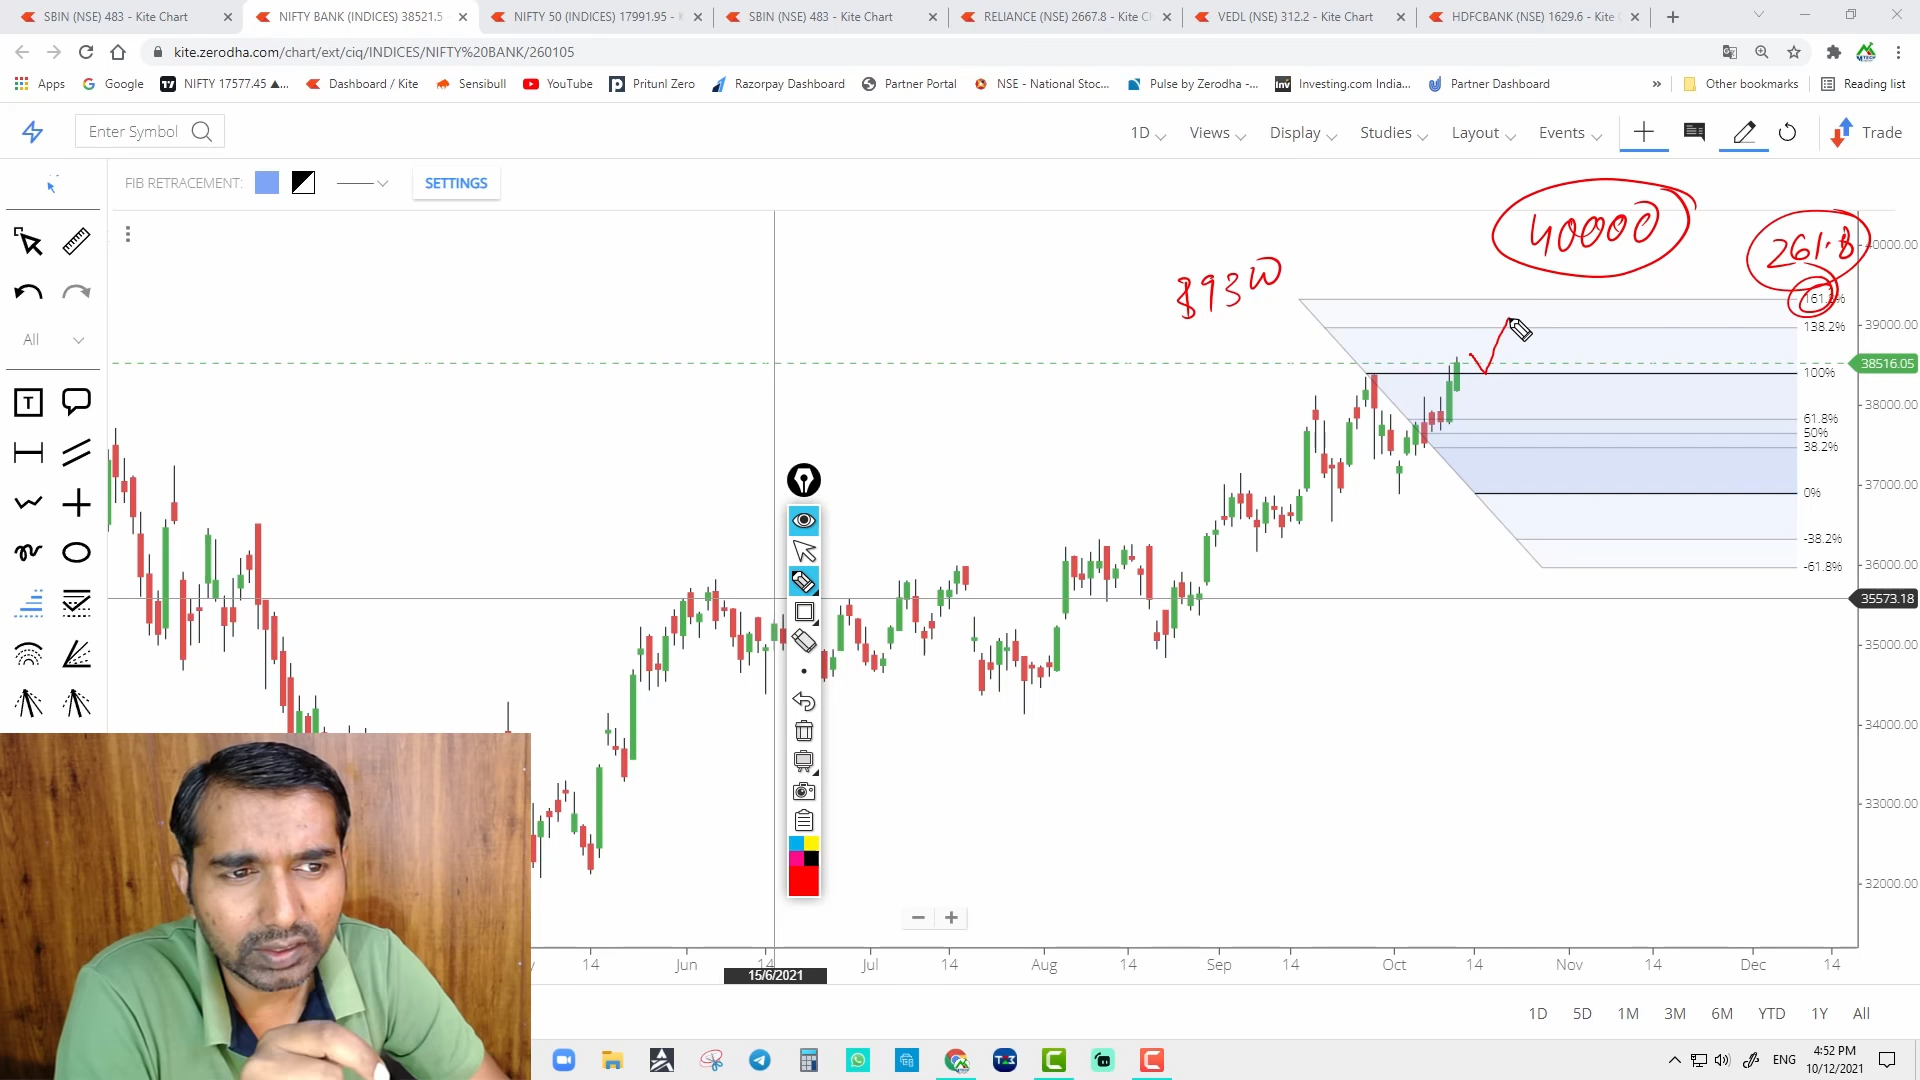 SBIN (NSE) 483 - Kite Chart
NIFTY BANK (INDICES) 38521.5
NIFTY 50 (INDICES) 17991.95 -
SBIN (NSE) 483 - Kite Chart
RELIANCE (NSE) 2667.8 - Kite Ch
VEDL (NSE) 312.2 - Kite Chart
HDFCBANK (NSE) 1629.6 - Kite
kite.zerodha.com/chart/ext/ciq/INDICES/NIFTY%20BANK/260105
Apps
Google
NIFTY 17577.45 ▲...
Dashboard / Kite
Sensibull
YouTube
Pritunl Zero
Razorpay Dashboard
Partner Portal
NSE - National Stoc...
Pulse by Zerodha -...
Investing.com India...
Partner Dashboard
»
Other bookmarks
Reading list
Enter Symbol
1D
Views
Display
Studies
Layout
Events
Trade
FIB RETRACEMENT:
SETTINGS
40000
261.8
40000.00
161.8%
39000.00
138.2%
38516.05
100%
38000.00
61.8%
50%
38.2%
37000.00
0%
-38.2%
36000.00
-61.8%
35573.18
35000.00
34000.00
33000.00
32000.00
All
T
14
Jun
14
Jul
14
Aug
14
Sep
14
Oct
14
Nov
14
Dec
14
15/6/2021
1D
5D
1M
3M
6M
YTD
1Y
All
ENG
4:52 PM
10/12/2021